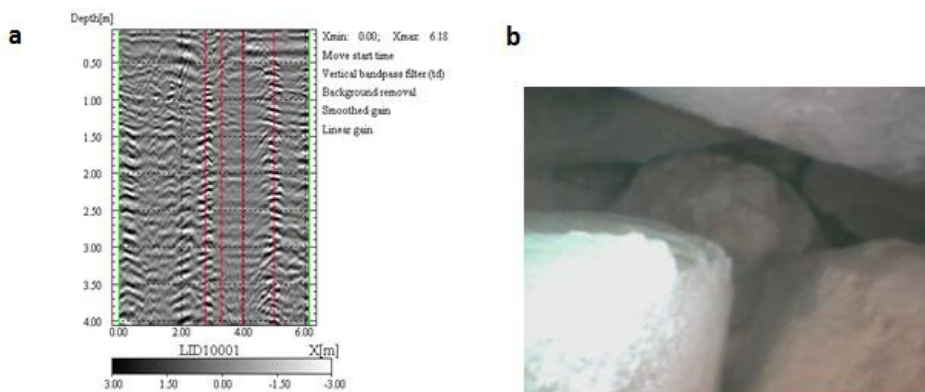 a
b
Depth[m]
Xmin: 0.00; Xmax: 6.18
Move start time
Vertical bandpass filter (td)
Background removal
Smoothed gain
Linear gain
0.50
1.00
1.50
2.00
2.50
3.00
3.50
4.00
0.00 2.00 4.00 6.00
LID10001 X[m]
3.00 1.50 0.00 -1.50 -3.00